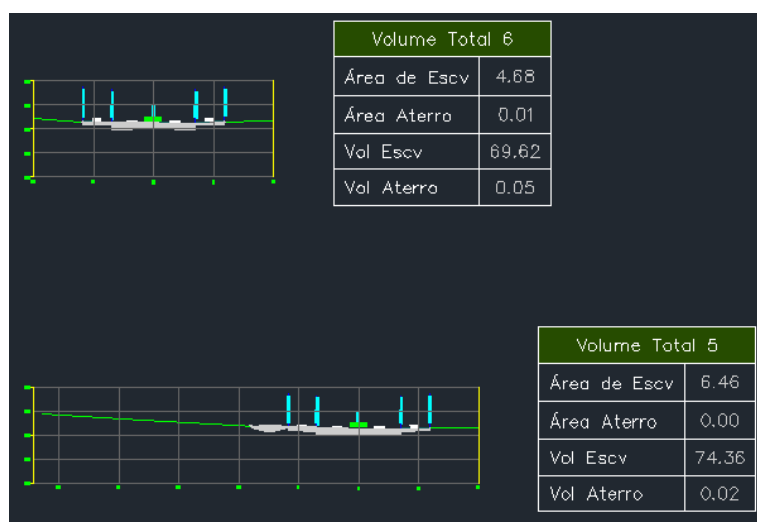 Volume Total 6
Área de Escv 4.68
Área Aterro 0.01
Vol Escv 69.62
Vol Aterro 0.05
Volume Total 5
Área de Escv 6.46
Área Aterro 0.00
Vol Escv 74.36
Vol Aterro 0.02